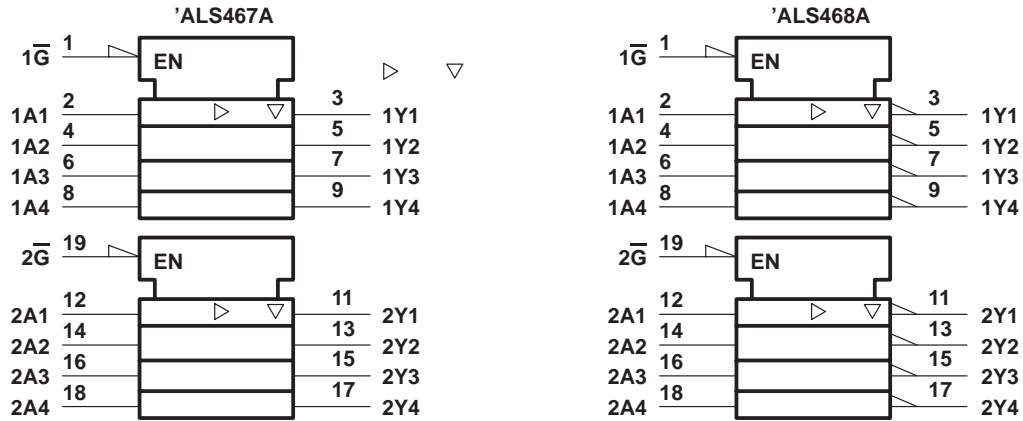 ’ALS467A
1G̅ 1 EN
1A1 2 3 1Y1
1A2 4 5 1Y2
1A3 6 7 1Y3
1A4 8 9 1Y4
2G̅ 19 EN
2A1 12 11 2Y1
2A2 14 13 2Y2
2A3 16 15 2Y3
2A4 18 17 2Y4
’ALS468A
1G̅ 1 EN
1A1 2 3 1Y1
1A2 4 5 1Y2
1A3 6 7 1Y3
1A4 8 9 1Y4
2G̅ 19 EN
2A1 12 11 2Y1
2A2 14 13 2Y2
2A3 16 15 2Y3
2A4 18 17 2Y4